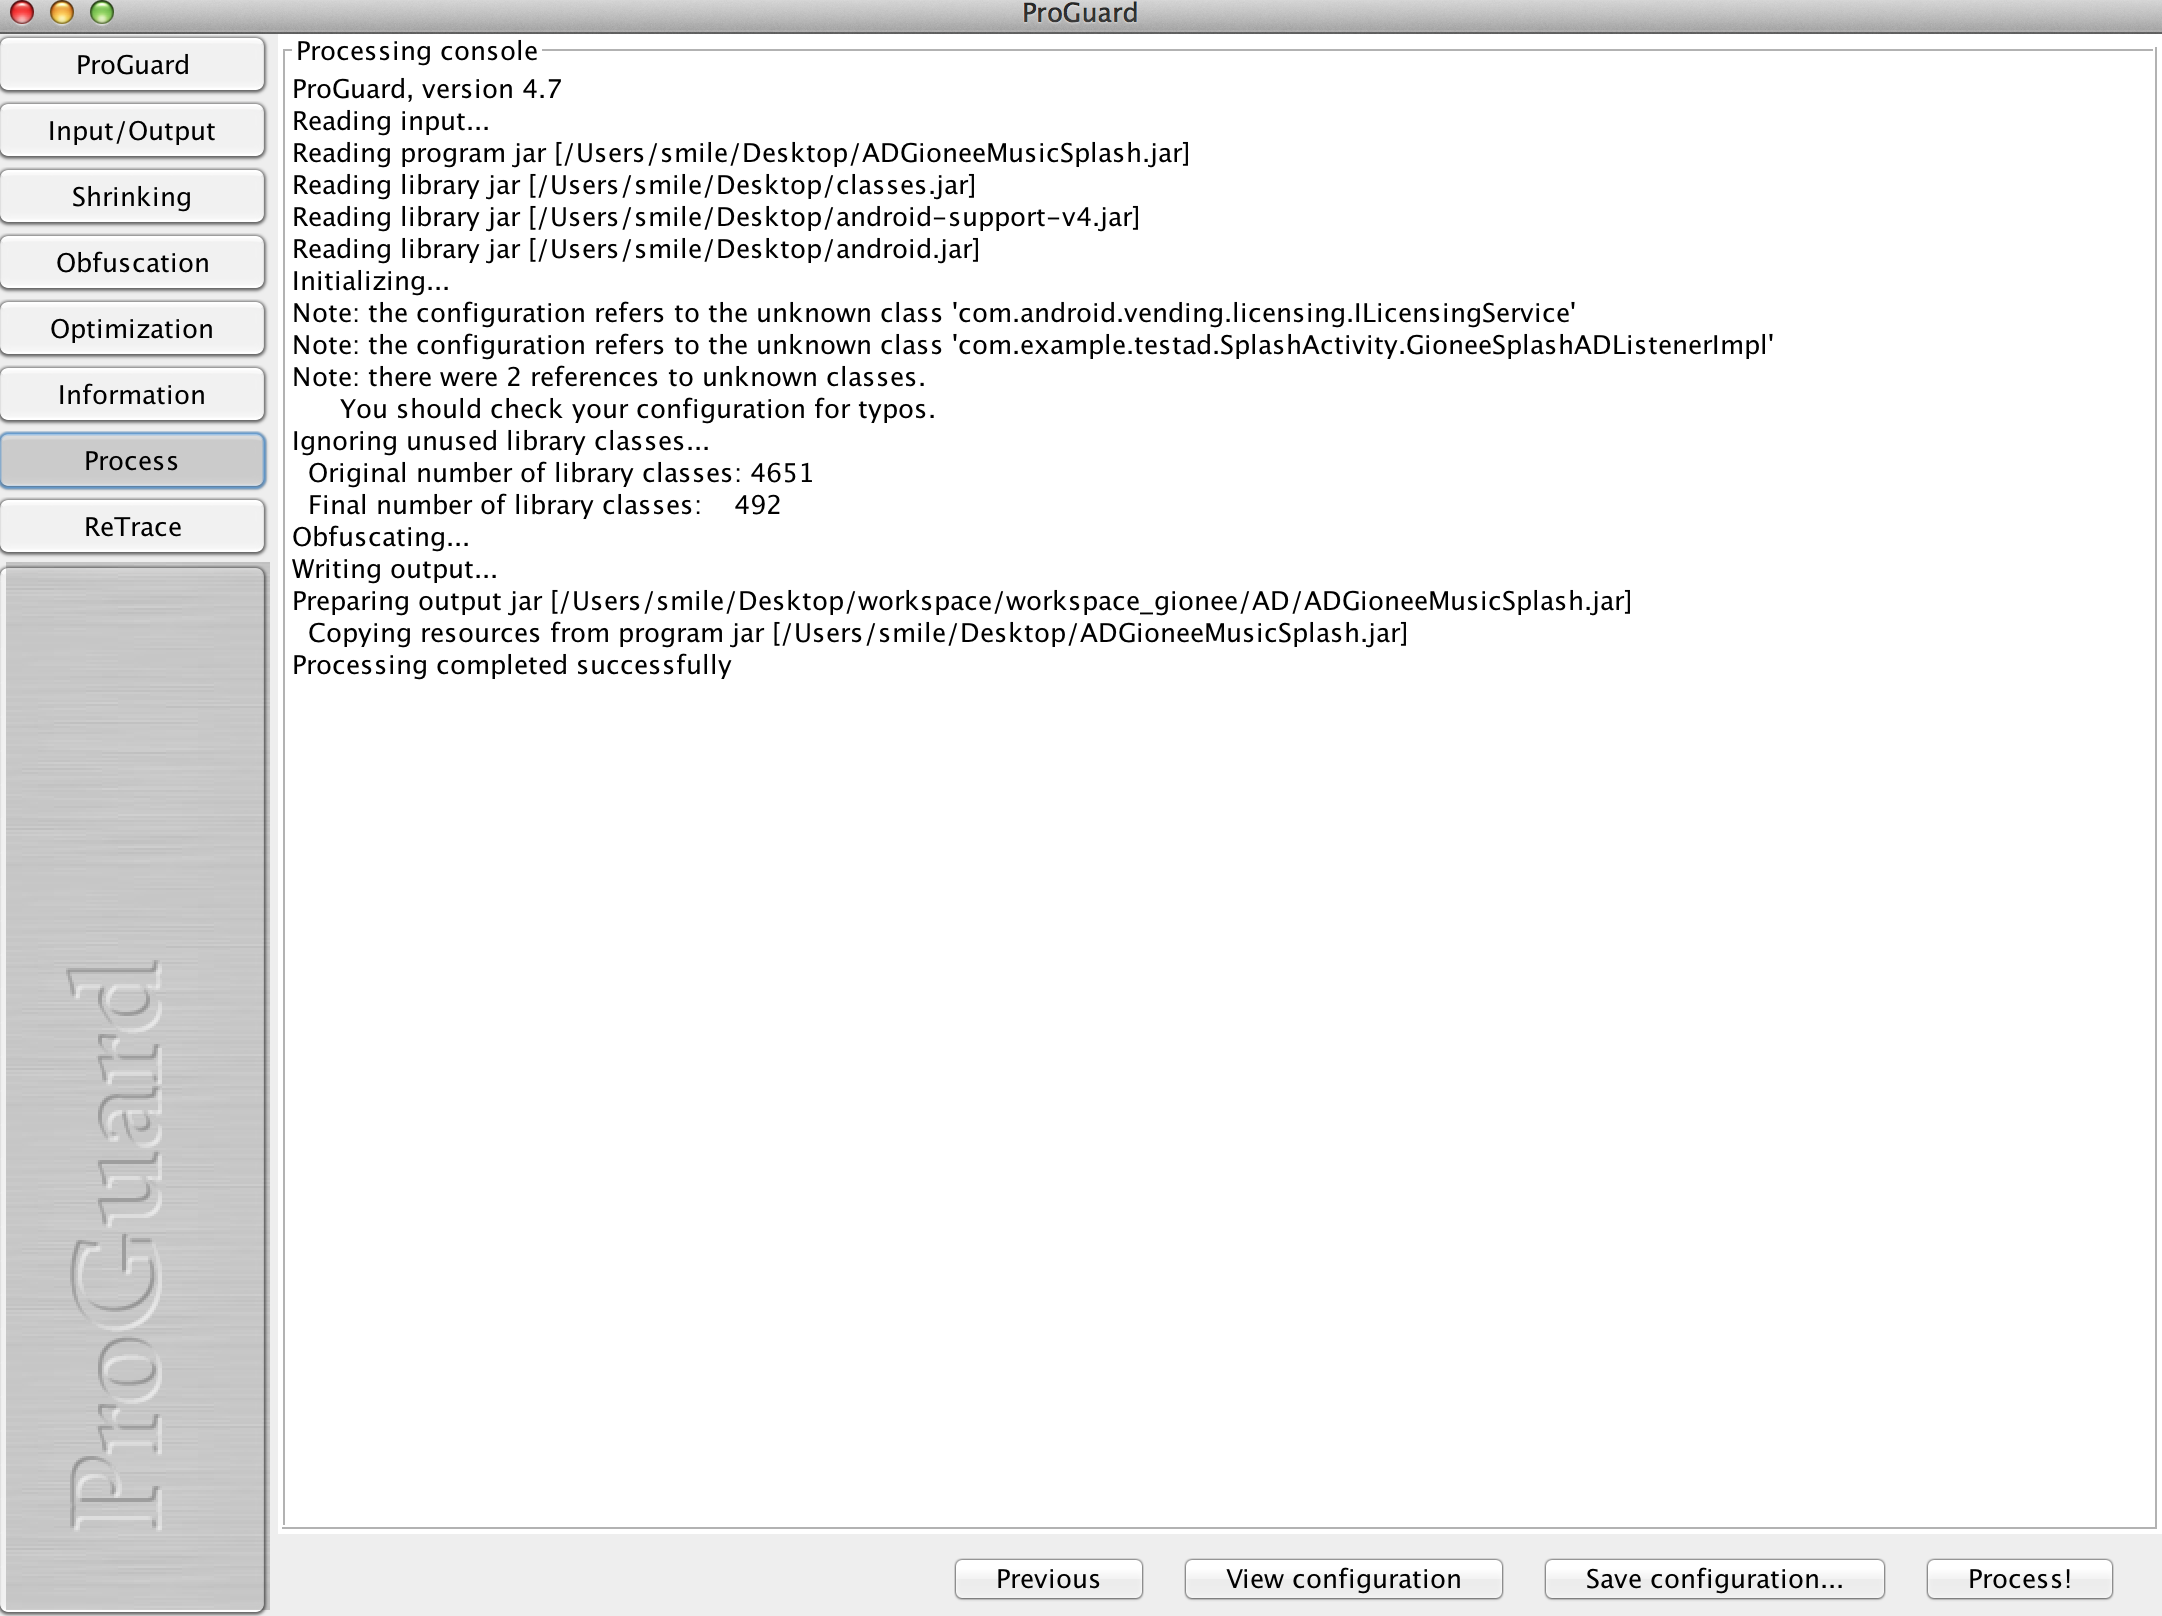 ProGuard
ProGuard
Input/Output
Shrinking
Obfuscation
Optimization
Information
Process
ReTrace
ProGuard
Processing console
ProGuard, version 4.7
Reading input...
Reading program jar [/Users/smile/Desktop/ADGioneeMusicSplash.jar]
Reading library jar [/Users/smile/Desktop/classes.jar]
Reading library jar [/Users/smile/Desktop/android-support-v4.jar]
Reading library jar [/Users/smile/Desktop/android.jar]
Initializing...
Note: the configuration refers to the unknown class 'com.android.vending.licensing.ILicensingService'
Note: the configuration refers to the unknown class 'com.example.testad.SplashActivity.GioneeSplashADListenerImpl'
Note: there were 2 references to unknown classes.
You should check your configuration for typos.
Ignoring unused library classes...
Original number of library classes: 4651
Final number of library classes: 492
Obfuscating...
Writing output...
Preparing output jar [/Users/smile/Desktop/workspace/workspace_gionee/AD/ADGioneeMusicSplash.jar]
Copying resources from program jar [/Users/smile/Desktop/ADGioneeMusicSplash.jar]
Processing completed successfully
Previous
View configuration
Save configuration...
Process!